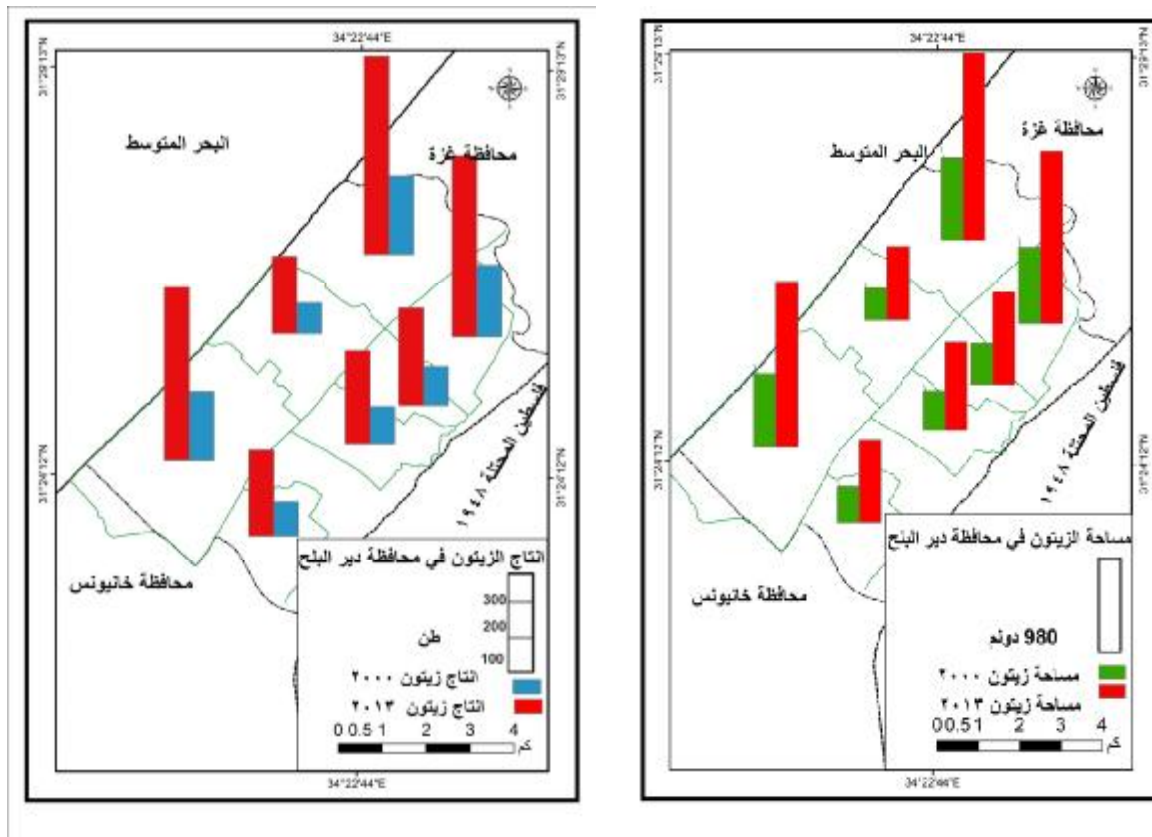 34°22'44"E
31°29'13"N
31°29'13"N
البحر المتوسط
محافظة غزة
فلسطين المحتلة ١٩٤٨
31°24'12"N
31°24'12"N
محافظة خانيونس
انتاج الزيتون في محافظة دير البلح
300
200
100
طن
انتاج زيتون ٢٠٠٠
انتاج زيتون ٢٠١٣
0 0.5 1 2 3 4
كم
34°22'44"E
34°22'44"E
31°29'13"N
31°29'13"N
محافظة غزة
البحر المتوسط
فلسطين المحتلة ١٩٤٨
31°24'12"N
31°24'12"N
محافظة خانيونس
مساحة الزيتون في محافظة دير البلح
980 دونم
مساحة زيتون ٢٠٠٠
مساحة زيتون ٢٠١٣
0 0.5 1 2 3 4
كم
34°22'44"E